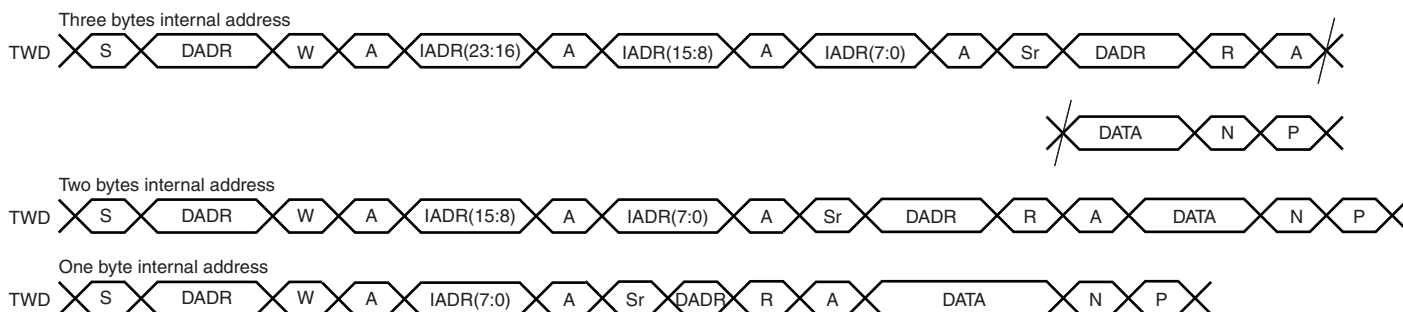 Three bytes internal address
TWD S DADR W A IADR(23:16) A IADR(15:8) A IADR(7:0) A Sr DADR R A
DATA N P
Two bytes internal address
TWD S DADR W A IADR(15:8) A IADR(7:0) A Sr DADR R A DATA N P
One byte internal address
TWD S DADR W A IADR(7:0) A Sr DADR R A DATA N P